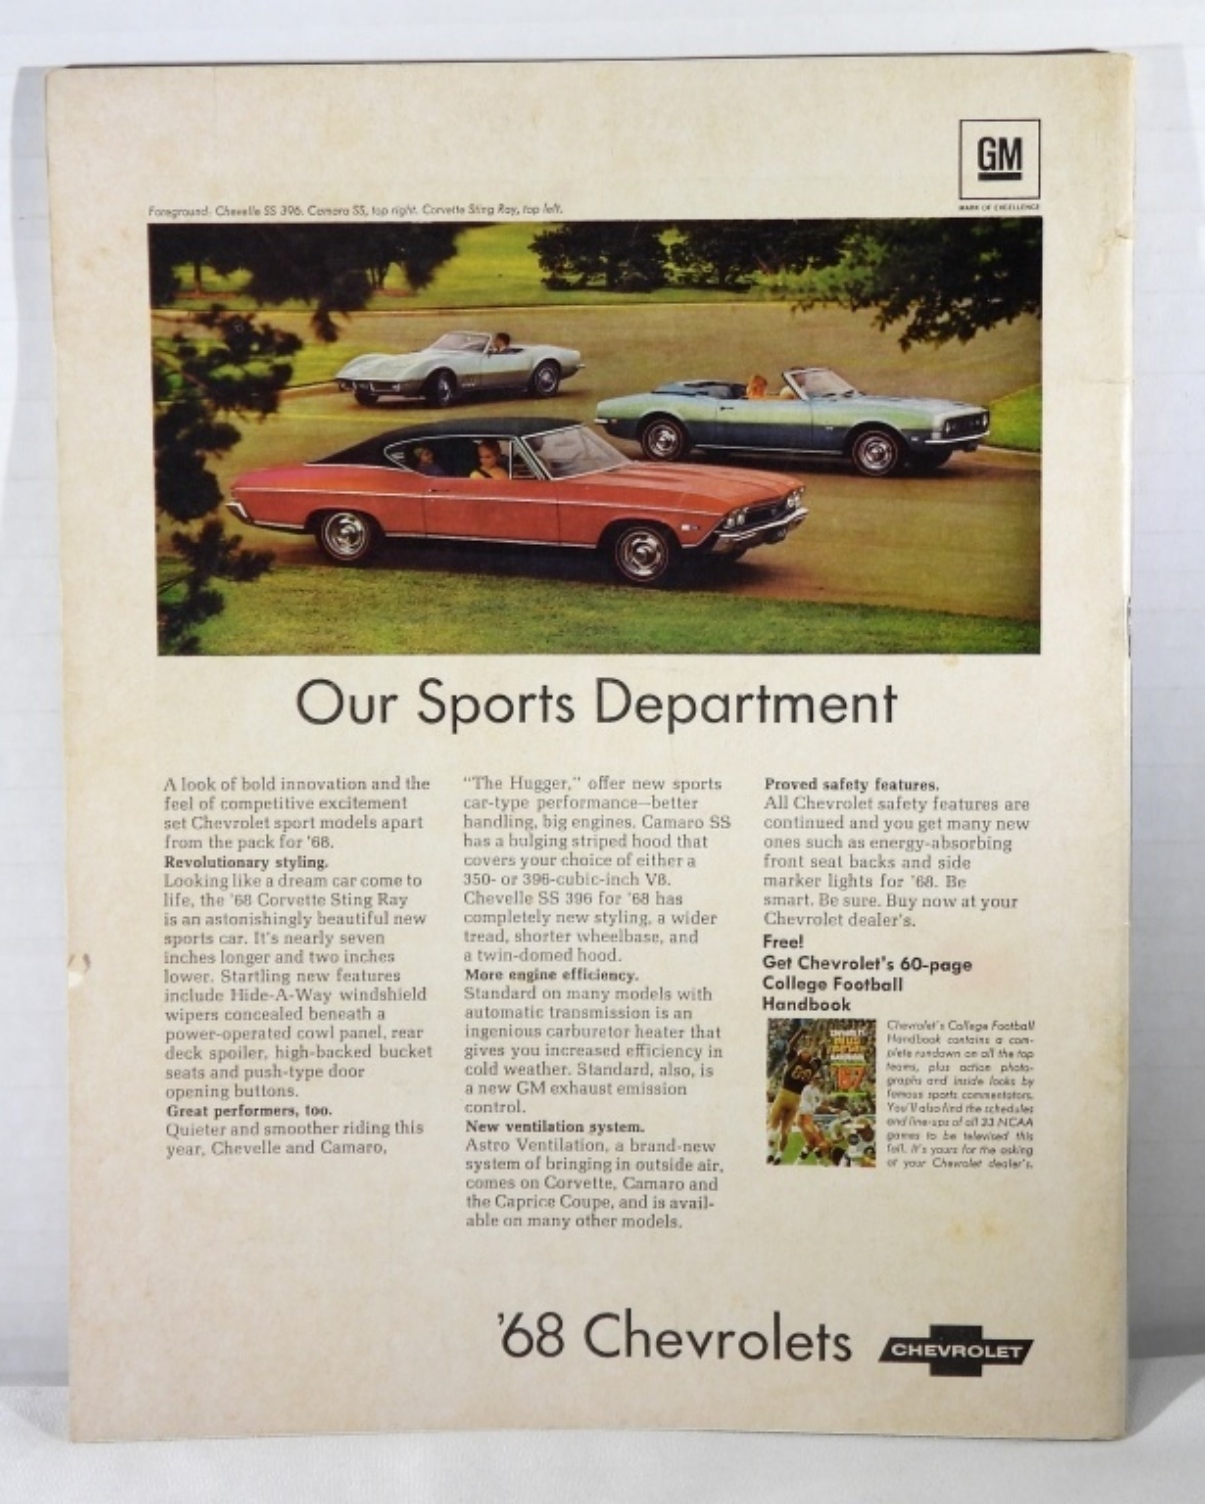 GM
MARK OF EXCELLENCE
Foreground: Chevelle SS 396. Camaro SS, top right. Corvette Sting Ray, top left.
Our Sports Department
A look of bold innovation and the
feel of competitive excitement
set Chevrolet sport models apart
from the pack for '68.
Revolutionary styling.
Looking like a dream car come to
life, the '68 Corvette Sting Ray
is an astonishingly beautiful new
sports car. It's nearly seven
inches longer and two inches
lower. Startling new features
include Hide-A-Way windshield
wipers concealed beneath a
power-operated cowl panel, rear
deck spoiler, high-backed bucket
seats and push-type door
opening buttons.
Great performers, too.
Quieter and smoother riding this
year, Chevelle and Camaro,
"The Hugger," offer new sports
car-type performance—better
handling, big engines. Camaro SS
has a bulging striped hood that
covers your choice of either a
350- or 396-cubic-inch V8.
Chevelle SS 396 for '68 has
completely new styling, a wider
tread, shorter wheelbase, and
a twin-domed hood.
More engine efficiency.
Standard on many models with
automatic transmission is an
ingenious carburetor heater that
gives you increased efficiency in
cold weather. Standard, also, is
a new GM exhaust emission
control.
New ventilation system.
Astro Ventilation, a brand-new
system of bringing in outside air,
comes on Corvette, Camaro and
the Caprice Coupe, and is avail-
able on many other models.
Proved safety features.
All Chevrolet safety features are
continued and you get many new
ones such as energy-absorbing
front seat backs and side
marker lights for '68. Be
smart. Be sure. Buy now at your
Chevrolet dealer's.
Free!
Get Chevrolet's 60-page
College Football
Handbook
'67
Chevrolet's College Football
Handbook contains a com-
plete rundown on all the top
teams, plus action photo-
graphs and inside looks by
famous sports commentators.
You'll also find the schedules
and line-ups of all 33 NCAA
games to be televised this
fall. It's yours for the asking
at your Chevrolet dealer's.
'68 Chevrolets
CHEVROLET